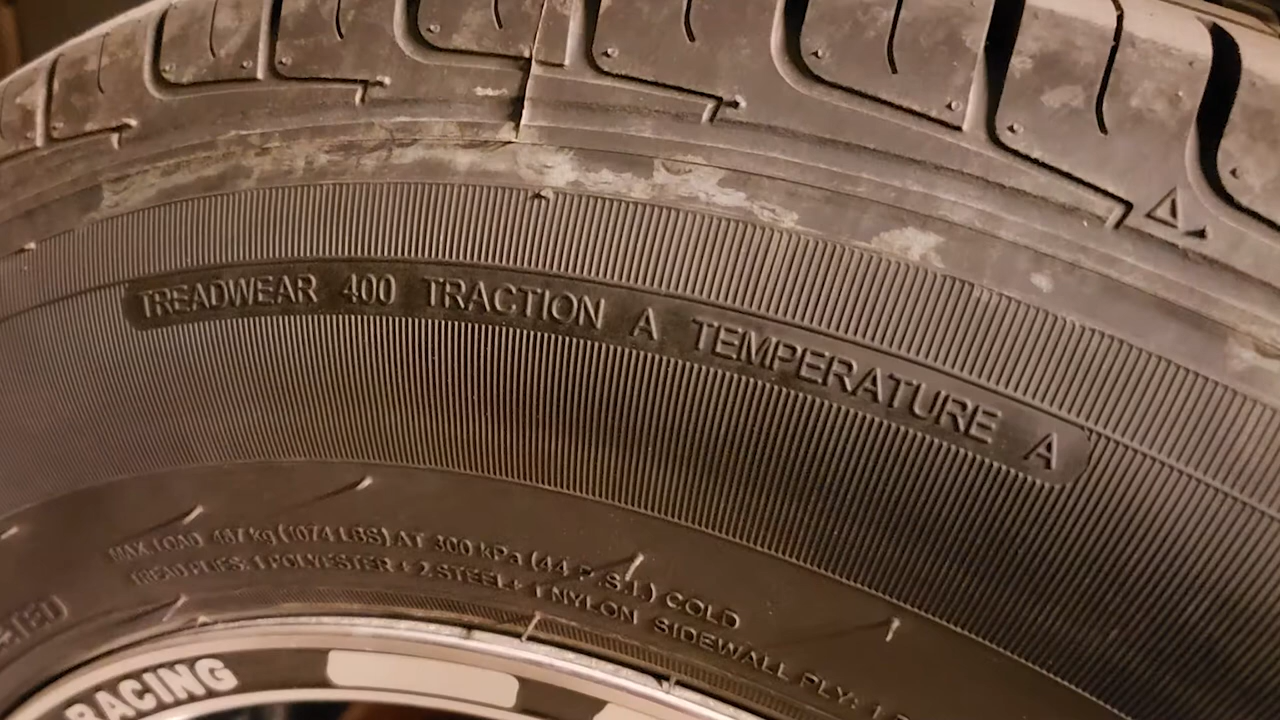 TREADWEAR 400 TRACTION A TEMPERATURE A
MAX. LOAD 487 kg (1074 LBS) AT 300 kPa (44 P.S.I.) COLD
TREAD PLIES: 1 POLYESTER + 2 STEEL + 1 NYLON SIDEWALL PLY: 1
RACING